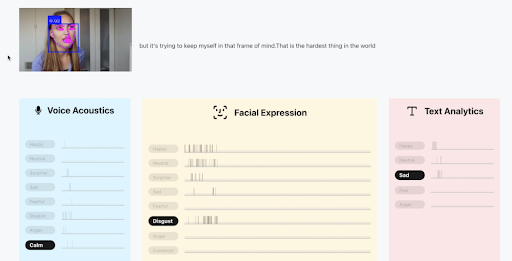 but it's trying to keep myself in that frame of mind.That is the hardest thing in the world
Voice Acoustics
Facial Expression
Text Analytics
Happy
Neutral
Surprise
Sad
Fearful
Disgust
Angry
Calm
Happy
Neutral
Surprise
Sad
Fearful
Disgust
Angry
Happy
Neutral
Sad
Fear
Anger